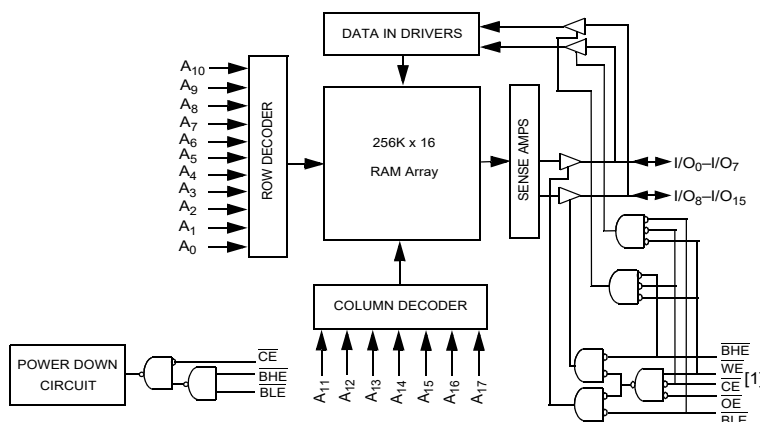 DATA IN DRIVERS
A10
A9
A8
A7
A6
A5
A4
A3
A2
A1
A0
ROW DECODER
256K x 16
RAM Array
SENSE AMPS
I/O0–I/O7
I/O8–I/O15
COLUMN DECODER
A11
A12
A13
A14
A15
A16
A17
POWER DOWN
CIRCUIT
CE
BHE
BLE
BHE
WE
CE
[1]
OE
BLE